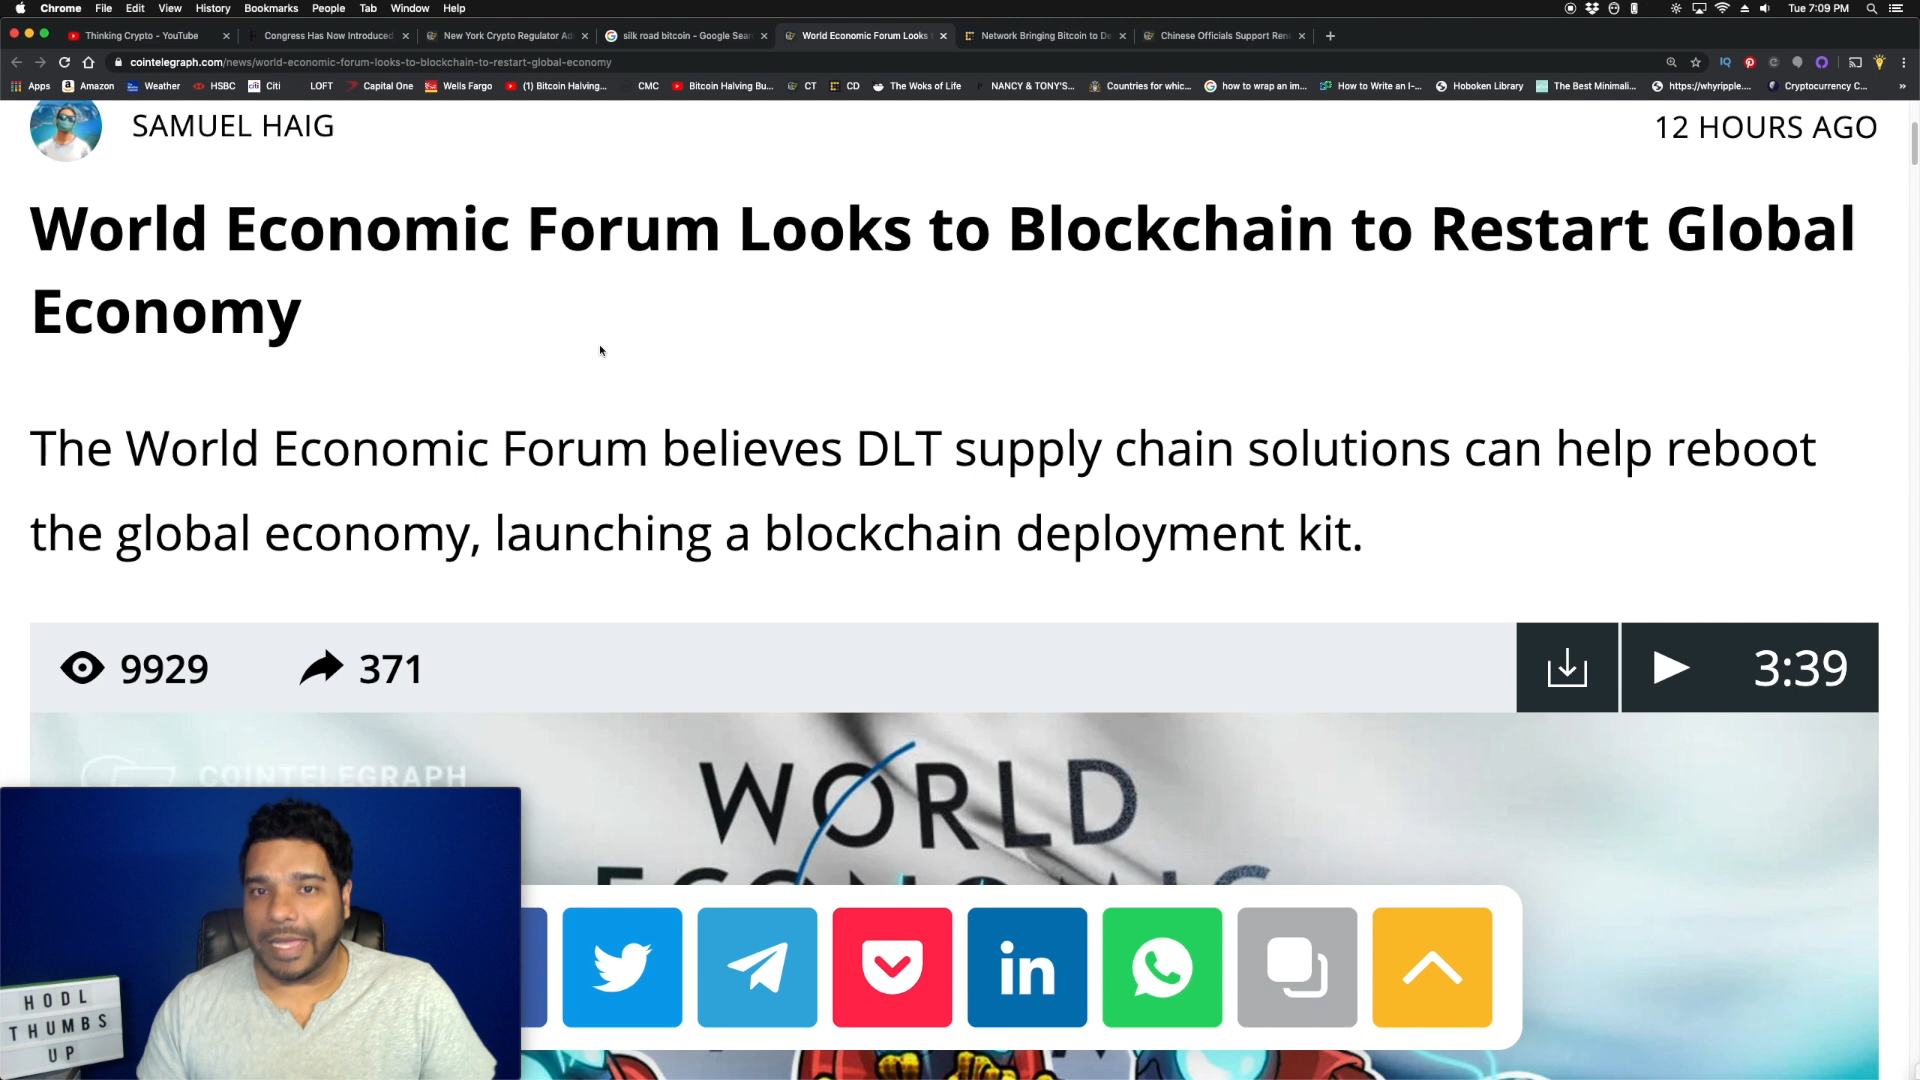 Chrome File Edit View History Bookmarks People Tab Window Help Tue 7:09 PM
Thinking Crypto - YouTube Congress Has Now Introduced New York Crypto Regulator Ad silk road bitcoin - Google Sear World Economic Forum Looks Network Bringing Bitcoin to De Chinese Officials Support Ren
cointelegraph.com/news/world-economic-forum-looks-to-blockchain-to-restart-global-economy
Apps Amazon Weather HSBC Citi LOFT Capital One Wells Fargo (1) Bitcoin Halving... CMC Bitcoin Halving Bu... CT CD The Woks of Life NANCY & TONY'S... Countries for whic... how to wrap an im... How to Write an I-... Hoboken Library The Best Minimali... https://whyripple.... Cryptocurrency C... »
SAMUEL HAIG 12 HOURS AGO
World Economic Forum Looks to Blockchain to Restart Global
Economy
The World Economic Forum believes DLT supply chain solutions can help reboot
the global economy, launching a blockchain deployment kit.
9929 371 3:39
COINTELEGRAPH
WORLD
ECONOMIC
HODL
THUMBS
UP